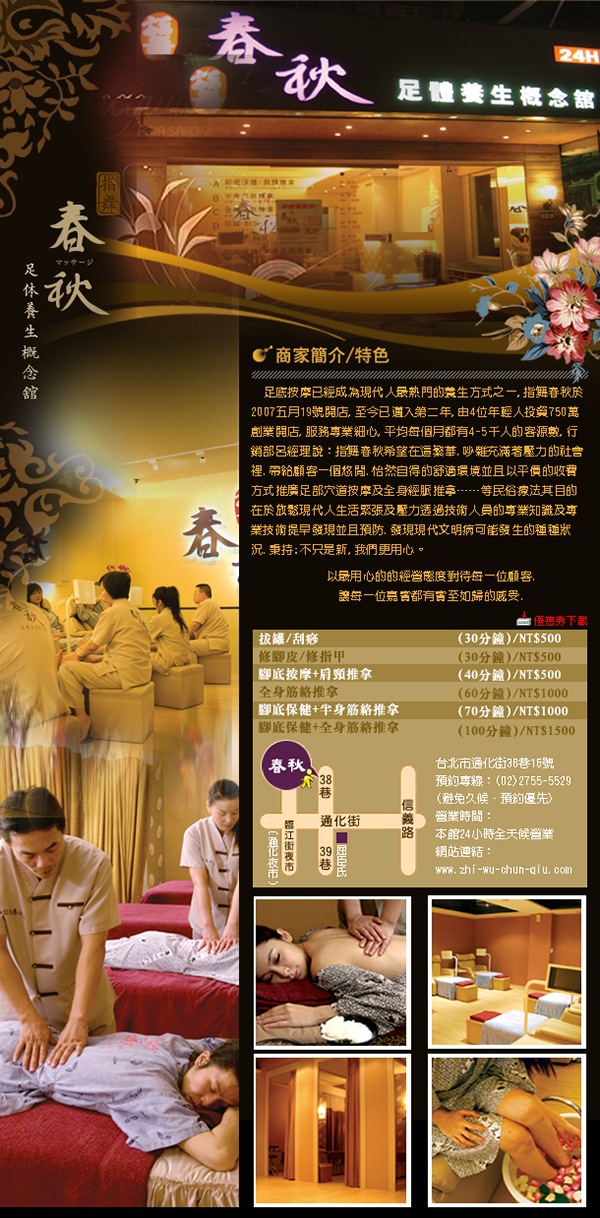 春秋
24H
足體養生概念舘
HAIR SALON
指舞
春秋
マッサージ
足体養生概念舘
商家簡介/特色
足底按摩已經成為現代人最熱門的養生方式之一,指舞春秋於
2007五月19號開店,至今已邁入第二年,由4位年輕人投資750萬
創業開店,服務專業細心,平均每個月都有4-5千人的客源數,行
銷部呂經理說：指舞春秋希望在這繁華.吵雜充滿著壓力的社會
裡.帶給顧客一個悠閒.怡然自得的舒適環境並且以平價的收費
方式推廣足部穴道按摩及全身經脈推拿……等民俗療法其目的
在於放鬆現代人生活緊張及壓力透過技術人員的專業知識及專
業技術提早發現並且預防.發現現代文明病可能發生的種種狀
況.秉持:不只是新,我們更用心。
以最用心的的經營態度對待每一位顧客.
讓每一位嘉賓都有賓至如歸的感受.
優惠券下載
拔罐/刮痧 (30分鐘)/NT$500
修腳皮/修指甲 (30分鐘)/NT$500
腳底按摩+肩頸推拿 (40分鐘)/NT$500
全身筋絡推拿 (60分鐘)/NT$1000
腳底保健+半身筋絡推拿 (70分鐘)/NT$1000
腳底保健+全身筋絡推拿 (100分鐘)/NT$1500
春秋
38巷
通化街
信義路
臨江街夜市
(通化夜市)
39巷
屈臣氏
台北市通化街38巷16號
預約專線：(02)2755-5529
(避免久候‧預約優先)
營業時間：
本館24小時全天候營業
網站連結：
www.zhi-wu-chun-qiu.com
春